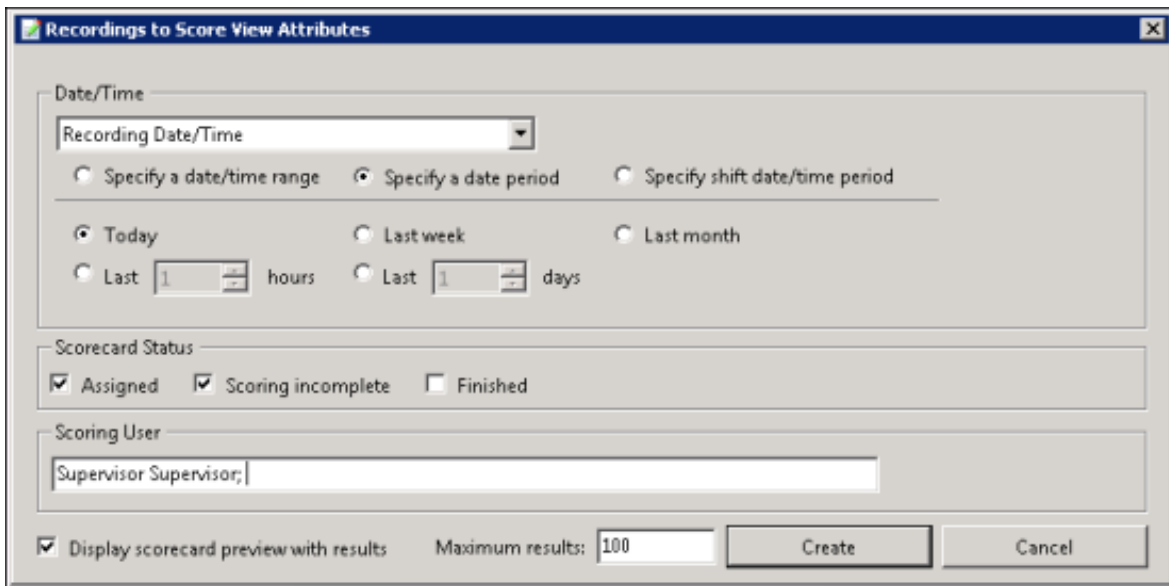 Recordings to Score View Attributes
Date/Time
Recording Date/Time
Specify a date/time range Specify a date period Specify shift date/time period
Today Last week Last month
Last 1 hours Last 1 days
Scorecard Status
Assigned Scoring incomplete Finished
Scoring User
Supervisor Supervisor;
Display scorecard preview with results Maximum results: 100 Create Cancel